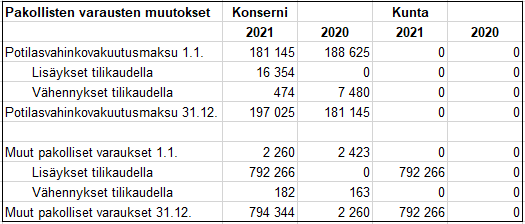 Pakollisten varausten muutokset Konserni Kunta
2021 2020 2021 2020
Potilasvahinkovakuutusmaksu 1.1. 181 145 188 625 0 0
Lisäykset tilikaudella 16 354 0 0 0
Vähennykset tilikaudella 474 7 480 0 0
Potilasvahinkovakuutusmaksu 31.12. 197 025 181 145 0 0
Muut pakolliset varaukset 1.1. 2 260 2 423 0 0
Lisäykset tilikaudella 792 266 0 792 266 0
Vähennykset tilikaudella 182 163 0 0
Muut pakolliset varaukset 31.12. 794 344 2 260 792 266 0